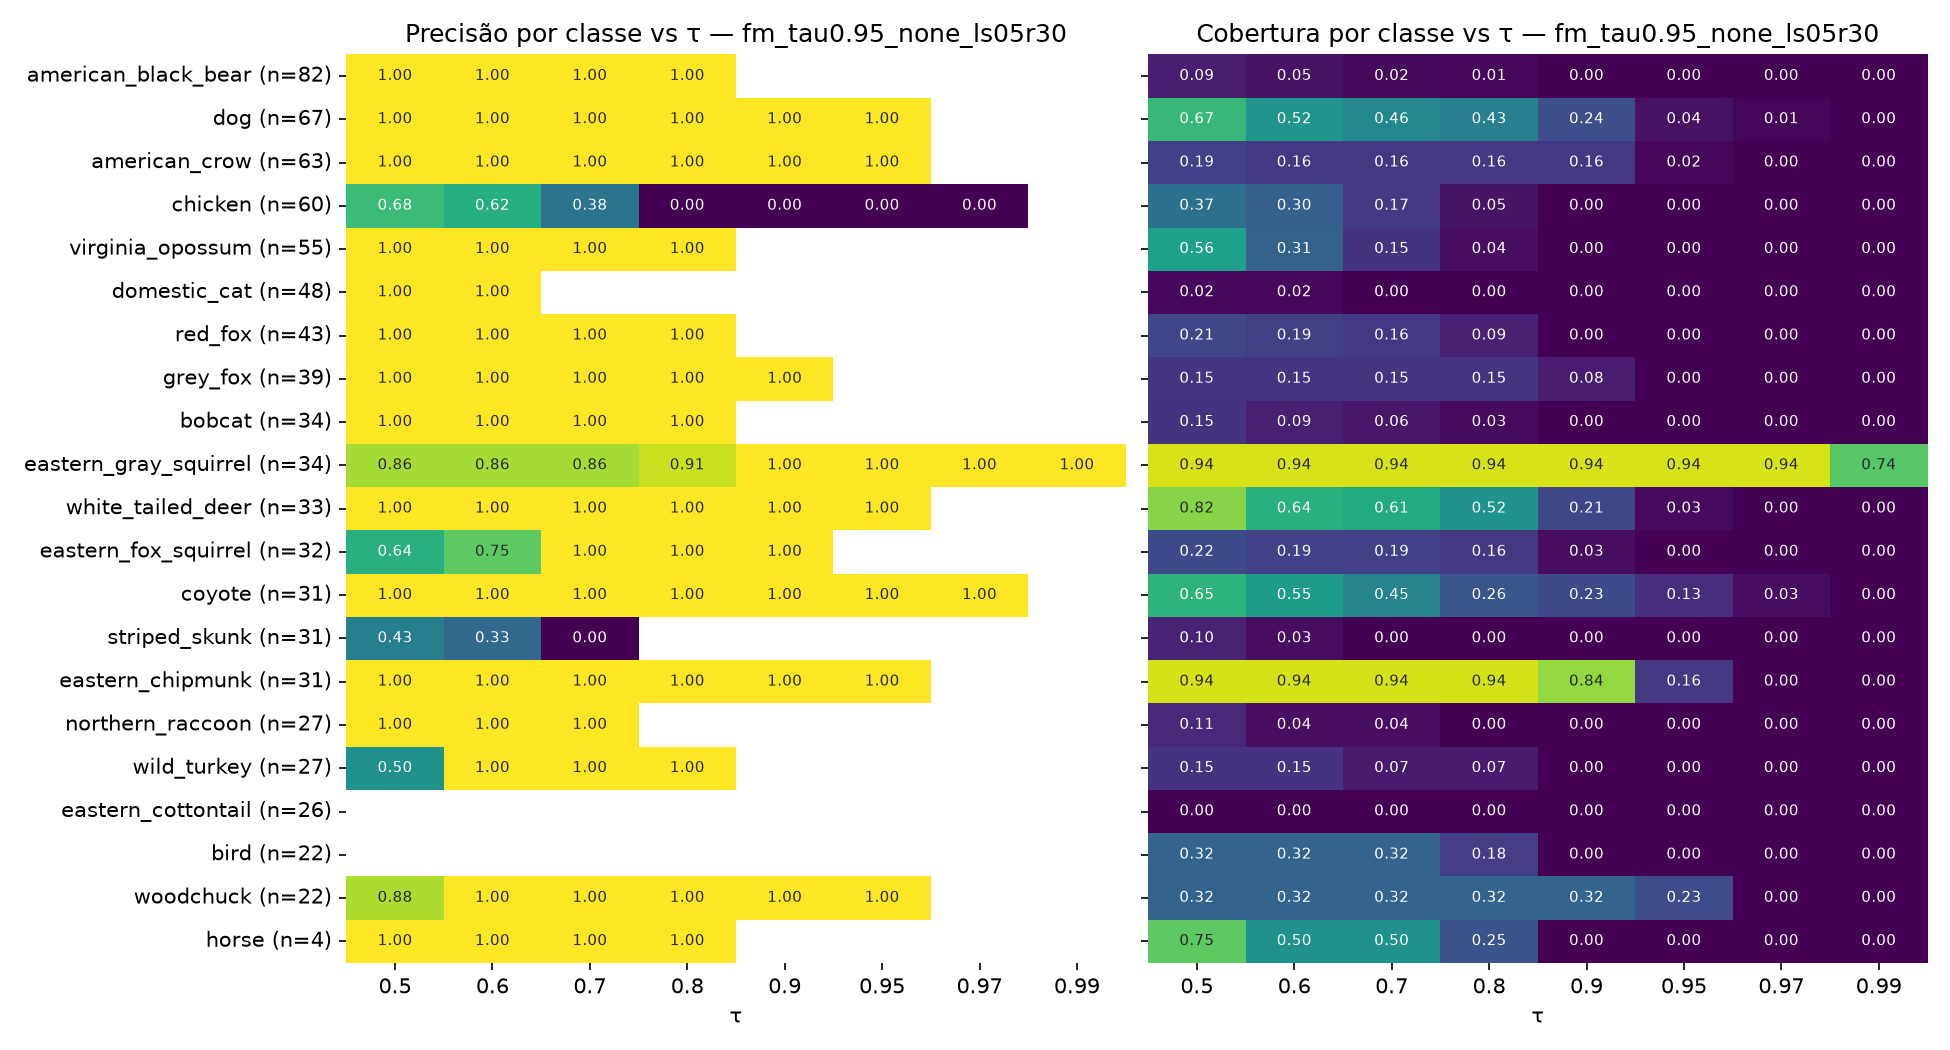 Precisão por classe vs τ — fm_tau0.95_none_ls05r30
american_black_bear (n=82) 1.00 1.00 1.00 1.00
dog (n=67) 1.00 1.00 1.00 1.00 1.00 1.00
american_crow (n=63) 1.00 1.00 1.00 1.00 1.00 1.00
chicken (n=60) 0.68 0.62 0.38 0.00 0.00 0.00 0.00
virginia_opossum (n=55) 1.00 1.00 1.00 1.00
domestic_cat (n=48) 1.00 1.00
red_fox (n=43) 1.00 1.00 1.00 1.00
grey_fox (n=39) 1.00 1.00 1.00 1.00 1.00
bobcat (n=34) 1.00 1.00 1.00 1.00
eastern_gray_squirrel (n=34) 0.86 0.86 0.86 0.91 1.00 1.00 1.00 1.00
white_tailed_deer (n=33) 1.00 1.00 1.00 1.00 1.00 1.00
eastern_fox_squirrel (n=32) 0.64 0.75 1.00 1.00 1.00
coyote (n=31) 1.00 1.00 1.00 1.00 1.00 1.00 1.00
striped_skunk (n=31) 0.43 0.33 0.00
eastern_chipmunk (n=31) 1.00 1.00 1.00 1.00 1.00 1.00
northern_raccoon (n=27) 1.00 1.00 1.00
wild_turkey (n=27) 0.50 1.00 1.00 1.00
eastern_cottontail (n=26)
bird (n=22)
woodchuck (n=22) 0.88 1.00 1.00 1.00 1.00 1.00
horse (n=4) 1.00 1.00 1.00 1.00
0.5 0.6 0.7 0.8 0.9 0.95 0.97 0.99
τ
Cobertura por classe vs τ — fm_tau0.95_none_ls05r30
0.09 0.05 0.02 0.01 0.00 0.00 0.00 0.00
0.67 0.52 0.46 0.43 0.24 0.04 0.01 0.00
0.19 0.16 0.16 0.16 0.16 0.02 0.00 0.00
0.37 0.30 0.17 0.05 0.00 0.00 0.00 0.00
0.56 0.31 0.15 0.04 0.00 0.00 0.00 0.00
0.02 0.02 0.00 0.00 0.00 0.00 0.00 0.00
0.21 0.19 0.16 0.09 0.00 0.00 0.00 0.00
0.15 0.15 0.15 0.15 0.08 0.00 0.00 0.00
0.15 0.09 0.06 0.03 0.00 0.00 0.00 0.00
0.94 0.94 0.94 0.94 0.94 0.94 0.94 0.74
0.82 0.64 0.61 0.52 0.21 0.03 0.00 0.00
0.22 0.19 0.19 0.16 0.03 0.00 0.00 0.00
0.65 0.55 0.45 0.26 0.23 0.13 0.03 0.00
0.10 0.03 0.00 0.00 0.00 0.00 0.00 0.00
0.94 0.94 0.94 0.94 0.84 0.16 0.00 0.00
0.11 0.04 0.04 0.00 0.00 0.00 0.00 0.00
0.15 0.15 0.07 0.07 0.00 0.00 0.00 0.00
0.00 0.00 0.00 0.00 0.00 0.00 0.00 0.00
0.32 0.32 0.32 0.18 0.00 0.00 0.00 0.00
0.32 0.32 0.32 0.32 0.32 0.23 0.00 0.00
0.75 0.50 0.50 0.25 0.00 0.00 0.00 0.00
0.5 0.6 0.7 0.8 0.9 0.95 0.97 0.99
τ